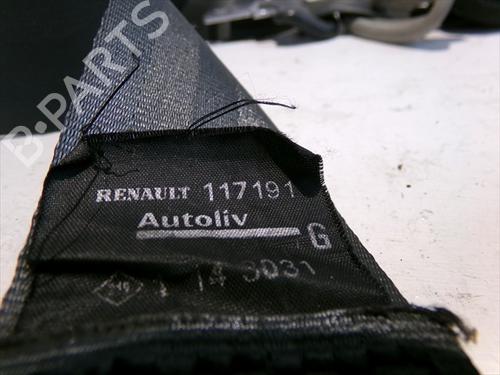 B-PARTS
RENAULT 117191
Autoliv
G
14 3031